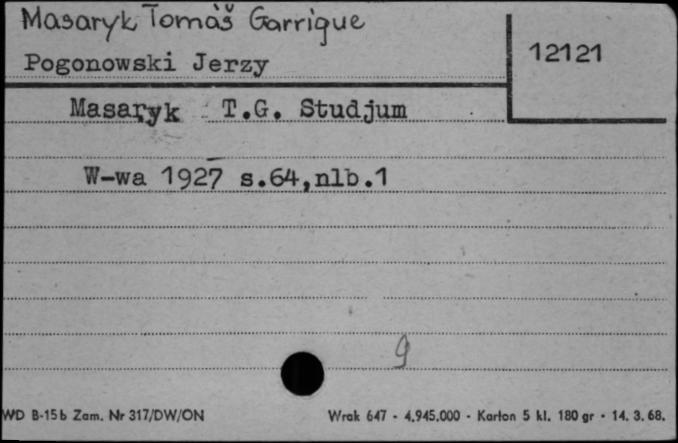 Masaryk Tomáš Garrigue
12121
Pogonowski Jerzy
Masaryk T.G. Studjum
W-wa 1927 s.64,nlb.1
9
WD B-15b Zam. Nr 317/DW/ON
Wrak 647 - 4.945.000 - Karton 5 kl. 180 gr - 14. 3. 68.